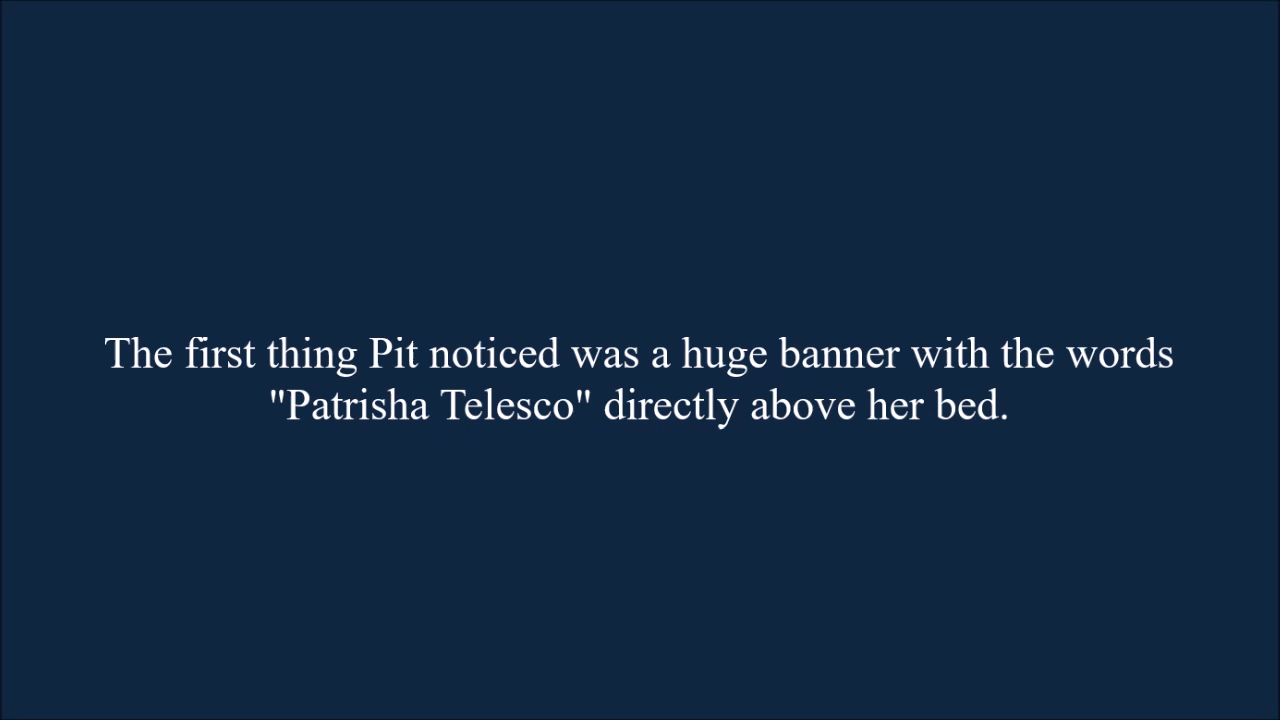 The first thing Pit noticed was a huge banner with the words
"Patrisha Telesco" directly above her bed.